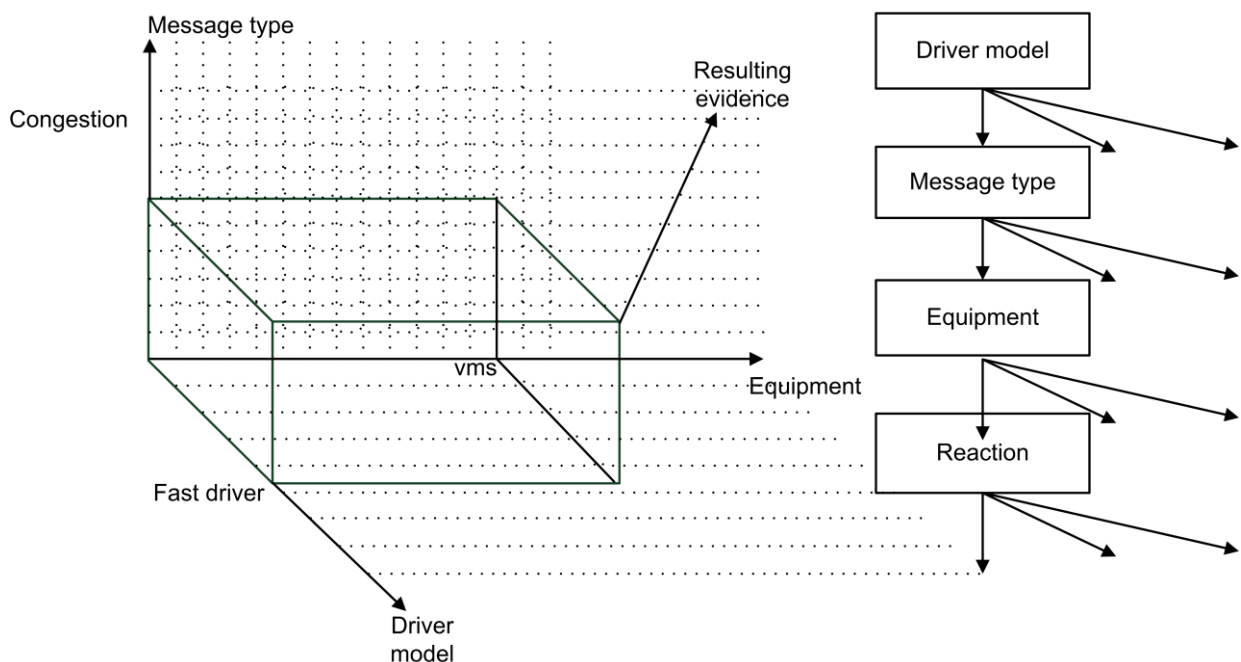 Message type
Congestion
Resulting
evidence
vms
Equipment
Fast driver
Driver
model
Driver model
Message type
Equipment
Reaction